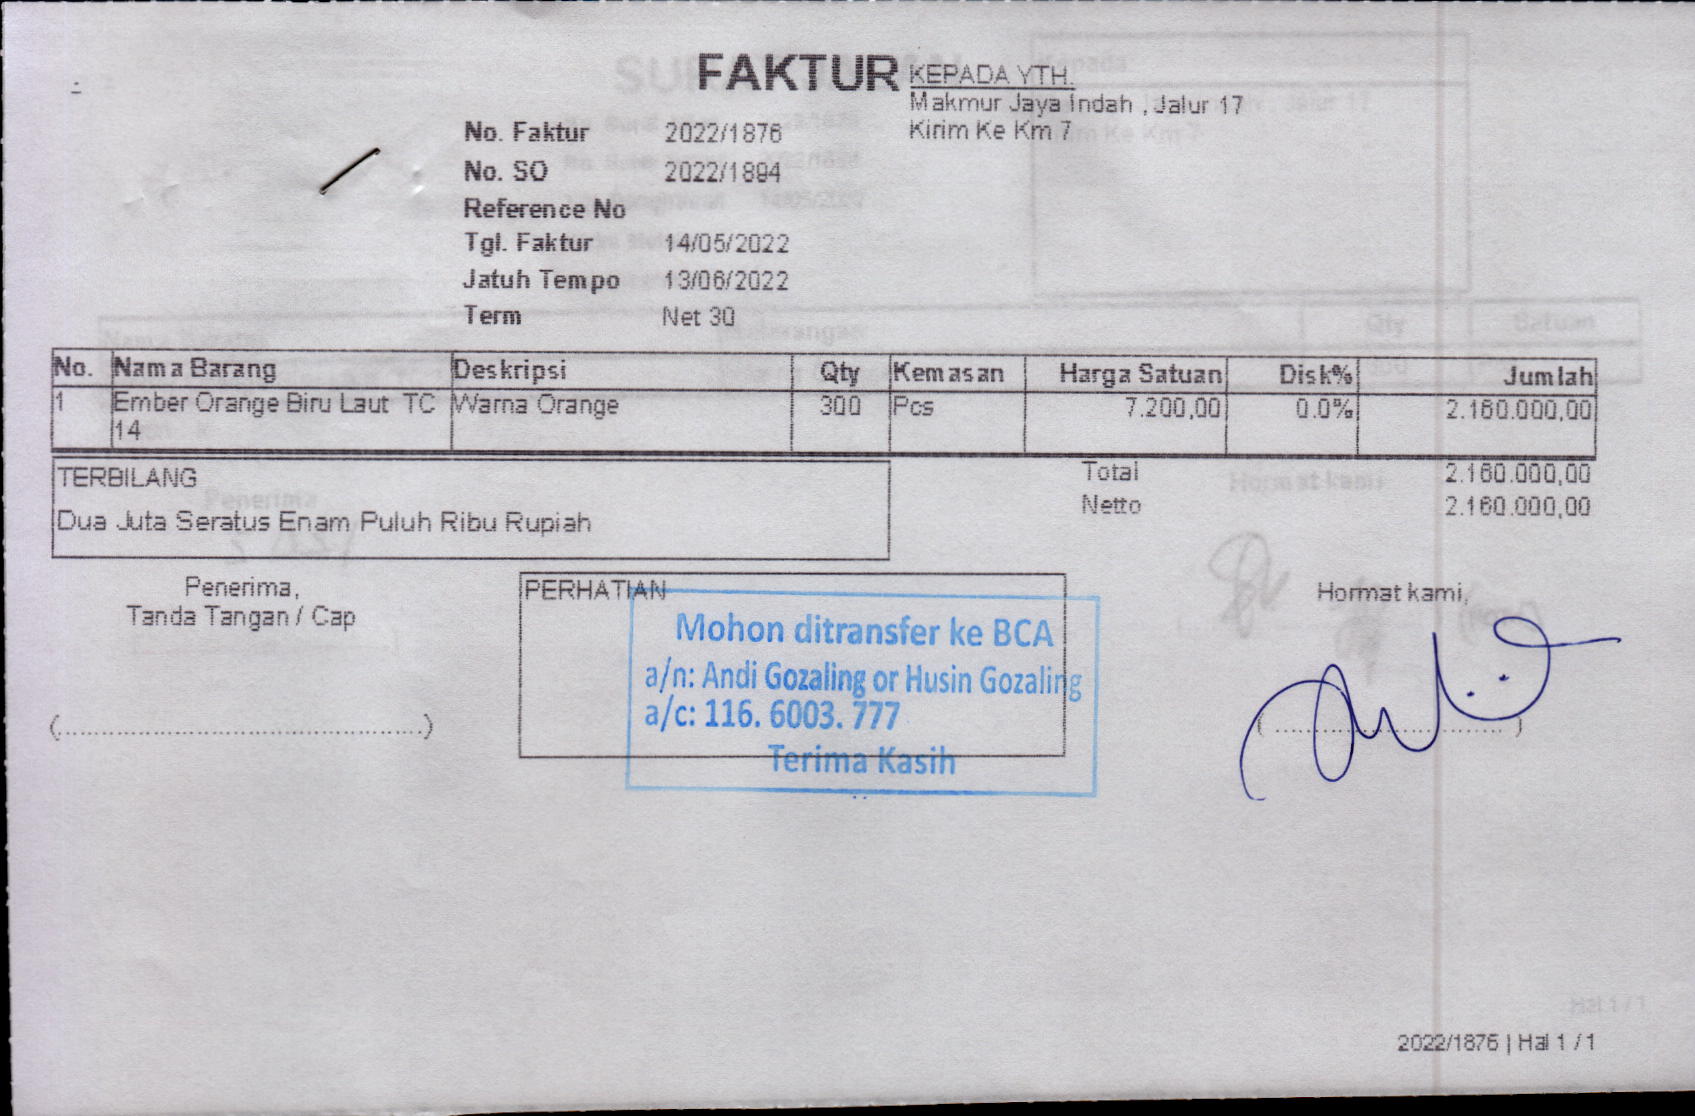 FAKTUR
KEPADA YTH.
Makmur Jaya Indah , Jalur 17
Kirim Ke Km 7
No. Faktur 2022/1876
No. SO 2022/1894
Reference No
Tgl. Faktur 14/05/2022
Jatuh Tempo 13/06/2022
Term Net 30
No. Nama Barang Deskripsi Qty Kemasan Harga Satuan Disk% Jumlah
1 Ember Orange Biru Laut TC Warna Orange 300 Pcs 7.200,00 0.0% 2.160.000,00
14
TERBILANG
Dua Juta Seratus Enam Puluh Ribu Rupiah
Total 2.160.000,00
Netto 2.160.000,00
Penerima,
Tanda Tangan / Cap
(..............................................)
PERHATIAN
Mohon ditransfer ke BCA
a/n: Andi Gozaling or Husin Gozaling
a/c: 116. 6003. 777
Terima Kasih
Hormat kami,
( .............................. )
2022/1876 | Hal 1 / 1